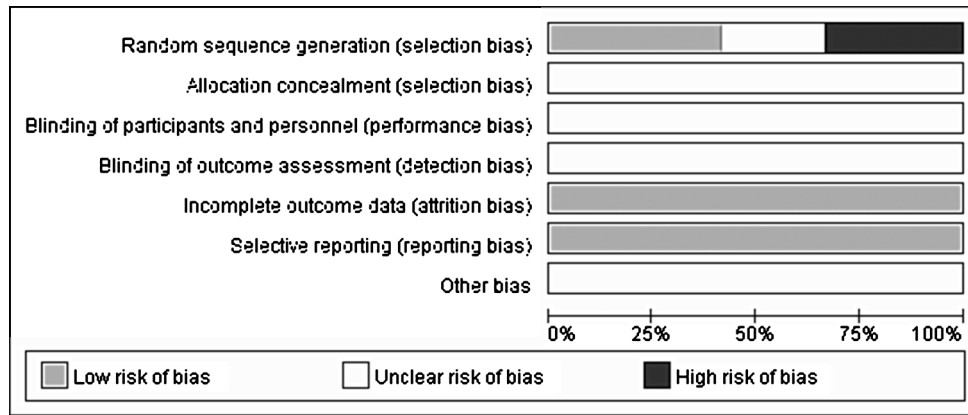 Random sequence generation (selection bias)
Allocation concealment (selection bias)
Blinding of participants and personnel (performance bias)
Blinding of outcome assessment (detection bias)
Incomplete outcome data (attrition bias)
Selective reporting (reporting bias)
Other bias
0% 25% 50% 75% 100%
Low risk of bias Unclear risk of bias High risk of bias